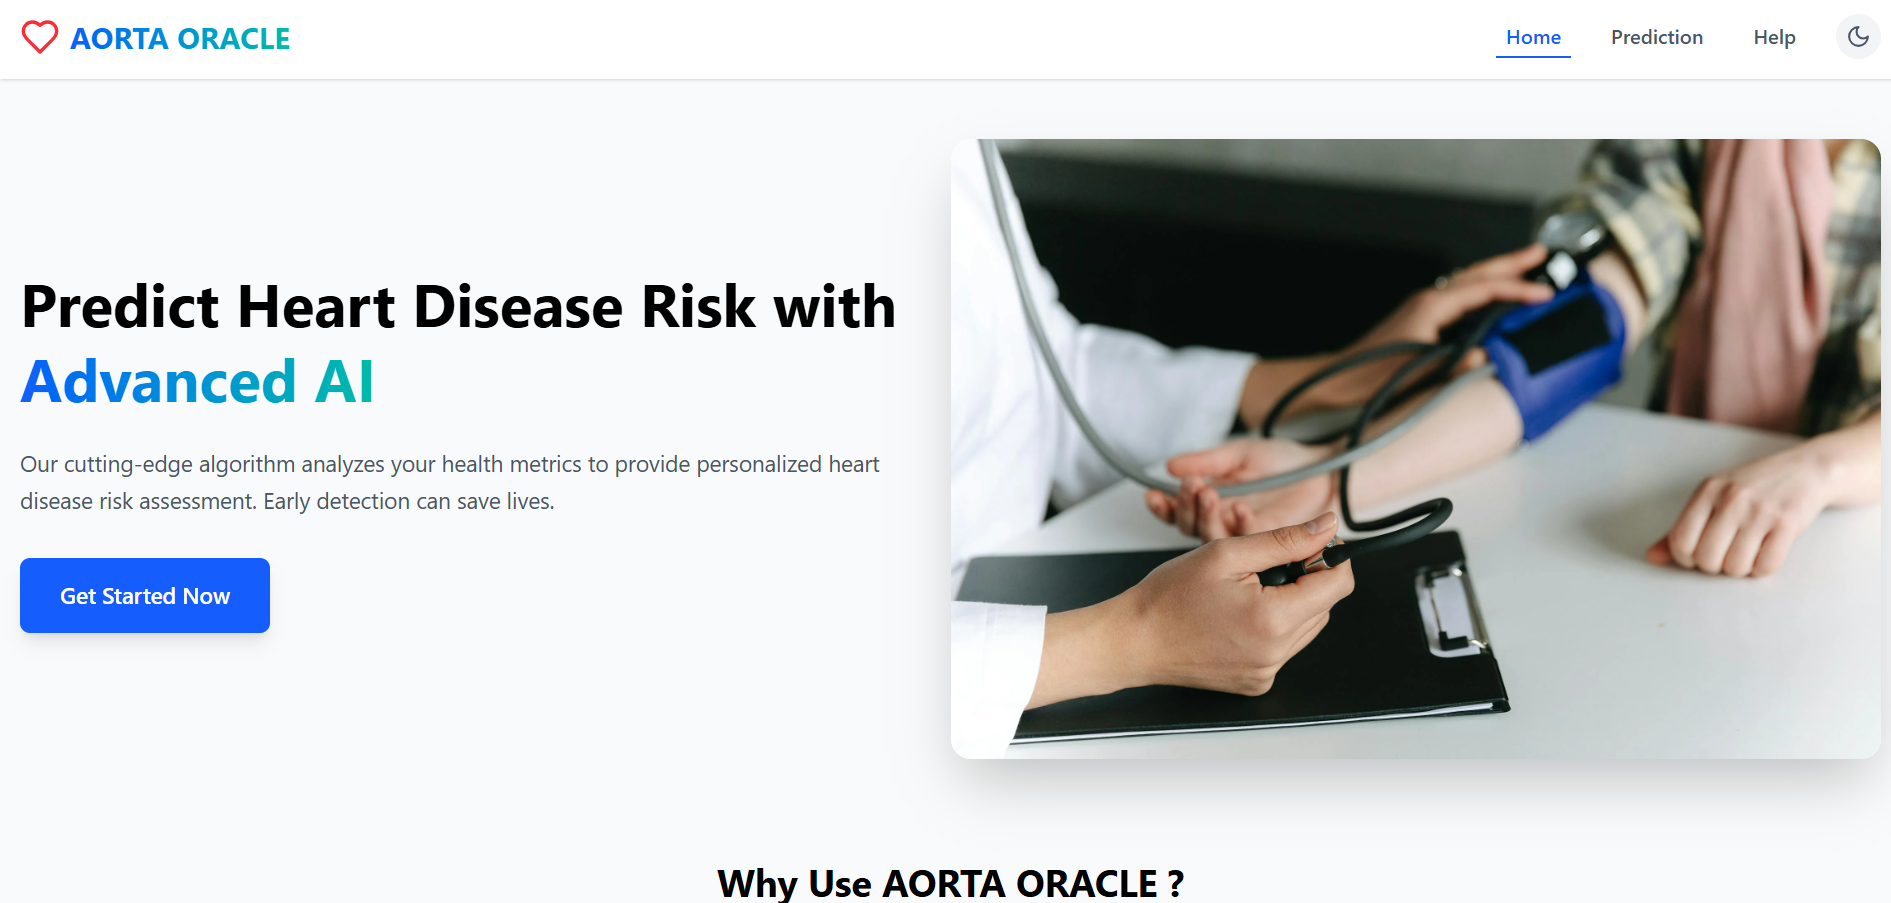 AORTA ORACLE
Home
Prediction
Help
Predict Heart Disease Risk with
Advanced AI
Our cutting-edge algorithm analyzes your health metrics to provide personalized heart
disease risk assessment. Early detection can save lives.
Get Started Now
Why Use AORTA ORACLE ?